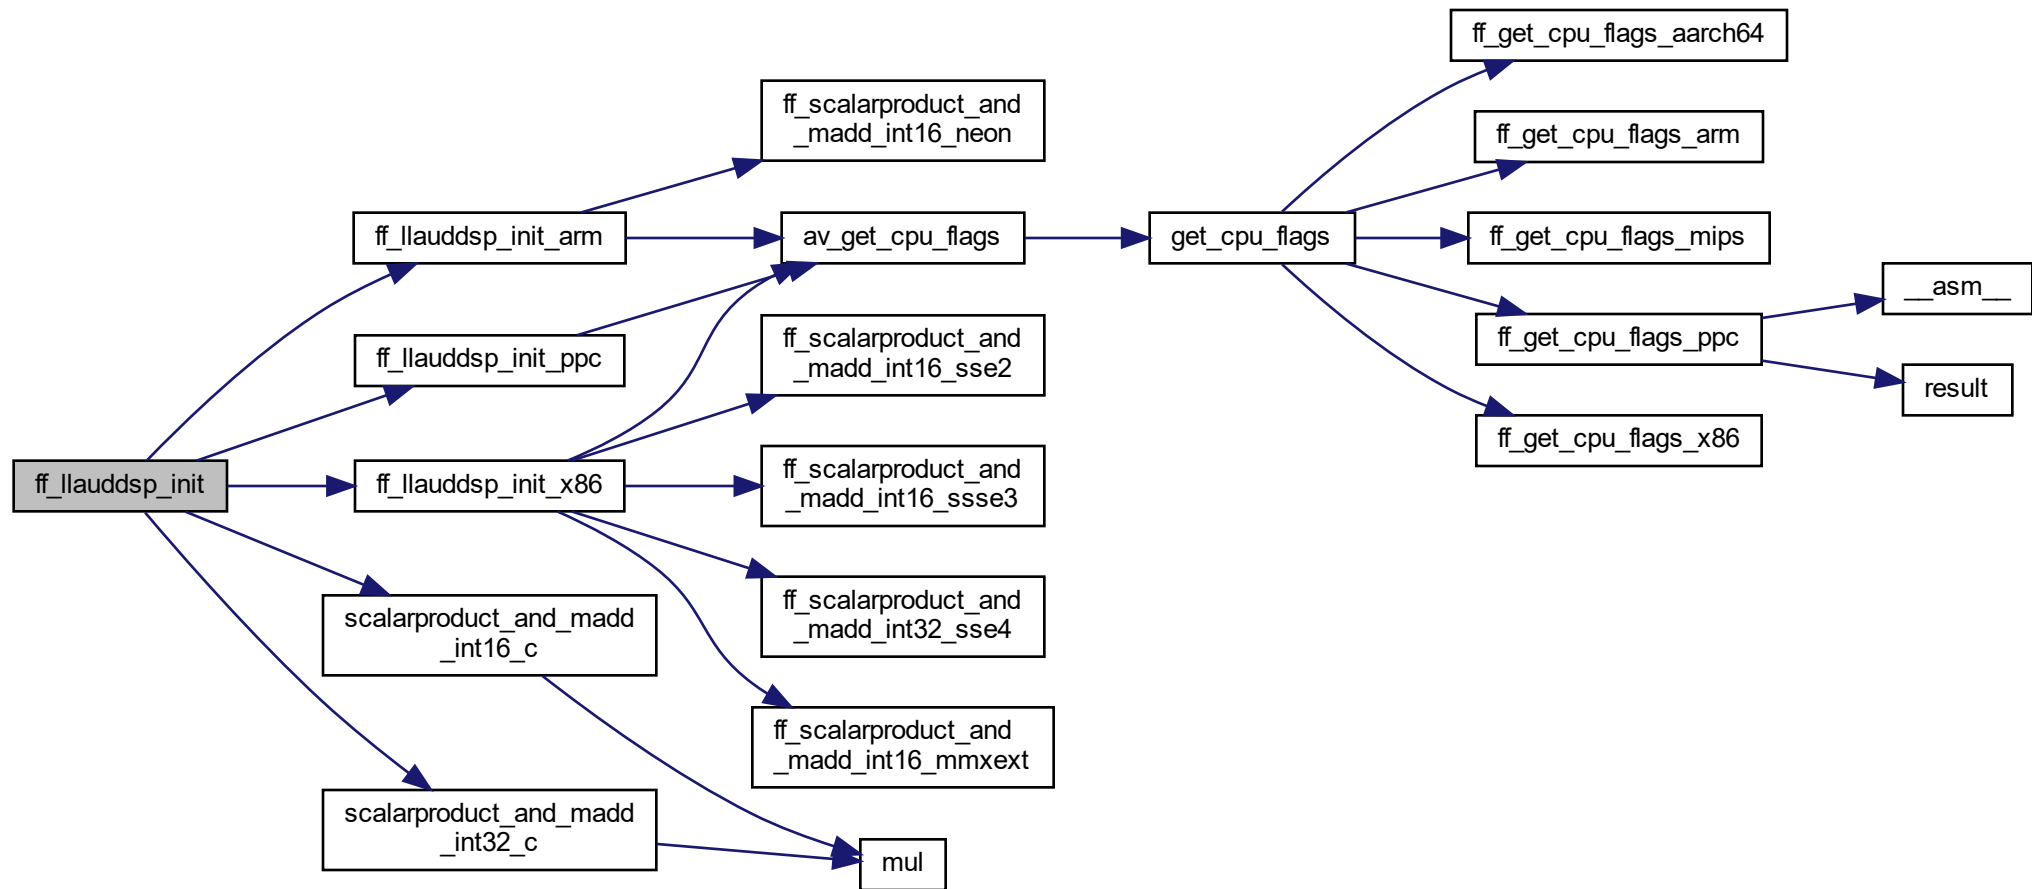 ff_llauddsp_init
ff_llauddsp_init_arm
ff_llauddsp_init_ppc
ff_llauddsp_init_x86
scalarproduct_and_madd
_int16_c
scalarproduct_and_madd
_int32_c
ff_scalarproduct_and
_madd_int16_neon
av_get_cpu_flags
ff_scalarproduct_and
_madd_int16_sse2
ff_scalarproduct_and
_madd_int16_ssse3
ff_scalarproduct_and
_madd_int32_sse4
ff_scalarproduct_and
_madd_int16_mmxext
mul
get_cpu_flags
ff_get_cpu_flags_aarch64
ff_get_cpu_flags_arm
ff_get_cpu_flags_mips
ff_get_cpu_flags_ppc
ff_get_cpu_flags_x86
__asm__
result